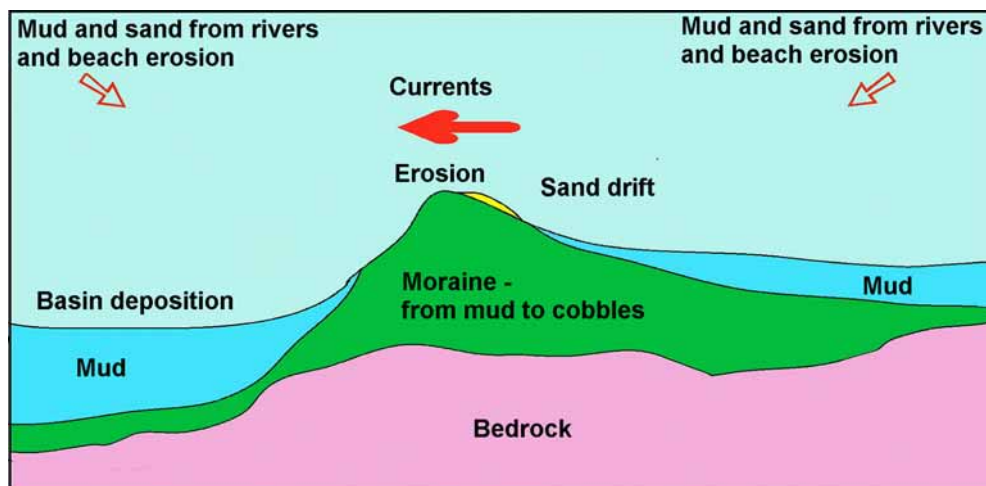 Mud and sand from rivers
and beach erosion
Mud and sand from rivers
and beach erosion
Currents
Erosion
Sand drift
Moraine -
from mud to cobbles
Mud
Basin deposition
Mud
Bedrock